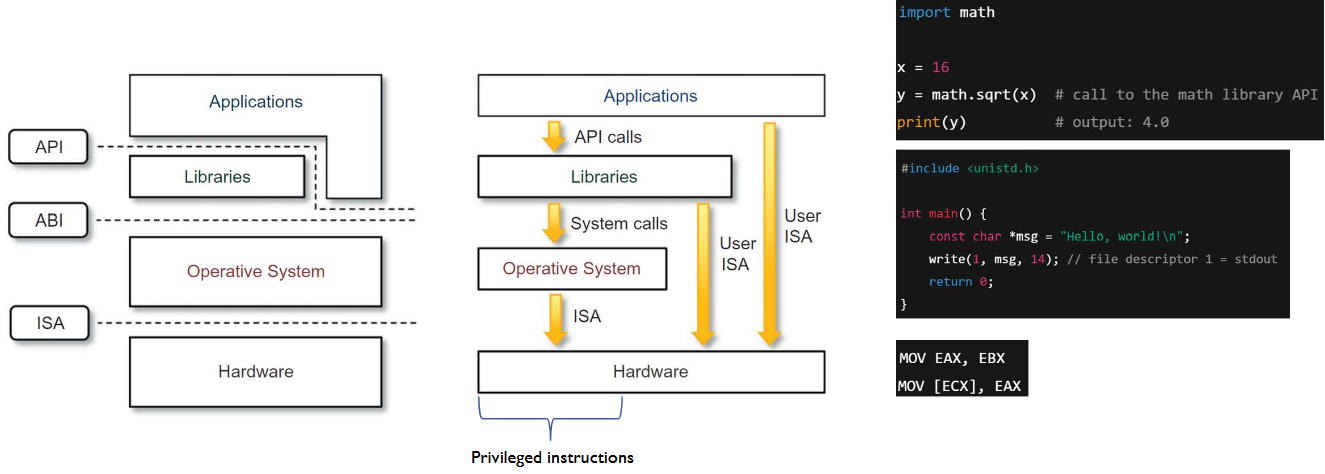 Applications
API
Libraries
ABI
Operative System
ISA
Hardware
Applications
API calls
Libraries
System calls
User
ISA
User
ISA
Operative System
ISA
Hardware
Privileged instructions
import math
x = 16
y = math.sqrt(x)  # call to the math library API
print(y)          # output: 4.0
#include <unistd.h>
int main() {
    const char *msg = "Hello, world!\n";
    write(1, msg, 14); // file descriptor 1 = stdout
    return 0;
}
MOV EAX, EBX
MOV [ECX], EAX